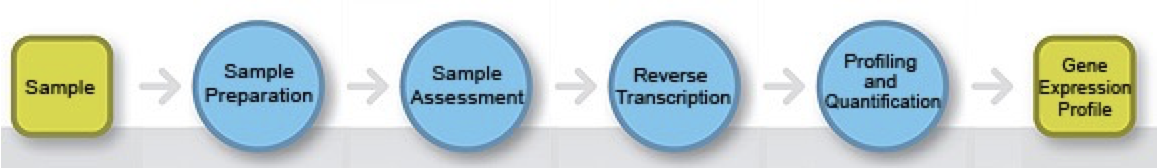 Sample
Sample
Preparation
Sample
Assessment
Reverse
Transcription
Profiling
and
Quantification
Gene
Expression
Profile